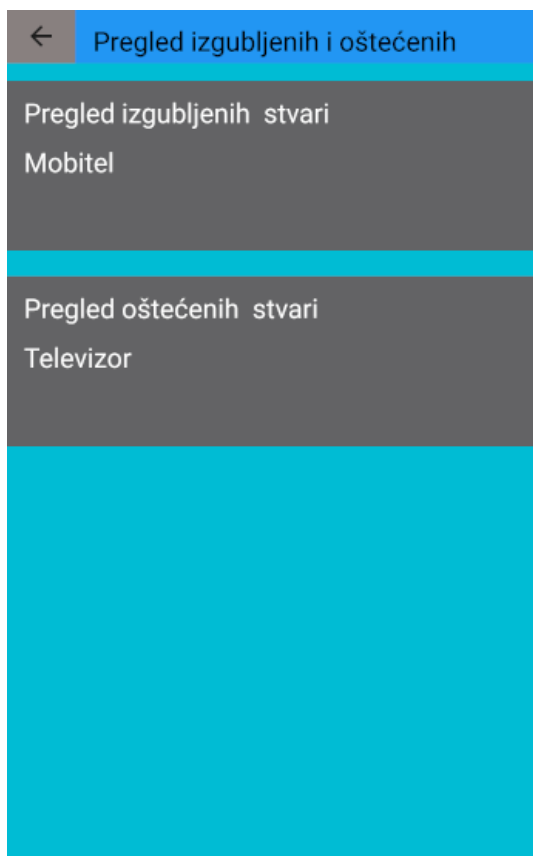 Pregled izgubljenih i oštećenih
Pregled izgubljenih  stvari
Mobitel
Pregled oštećenih  stvari
Televizor